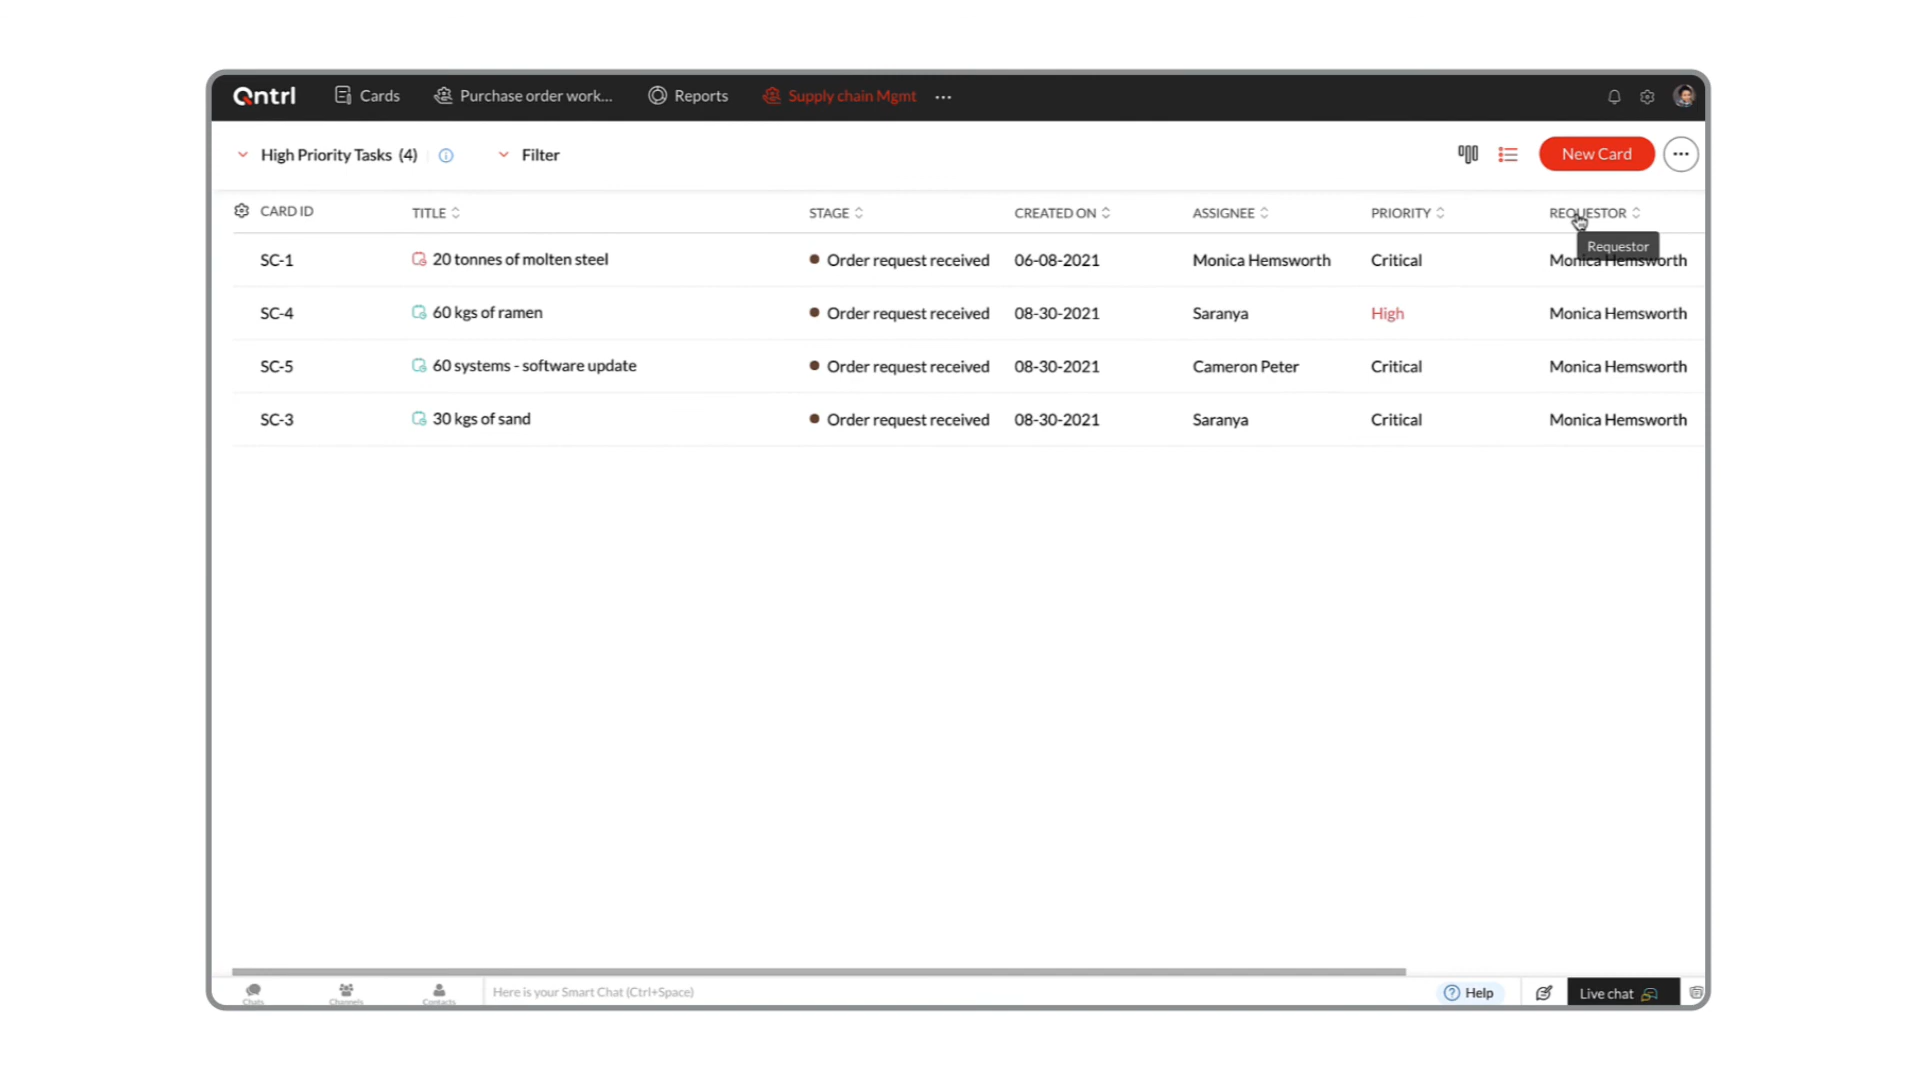 Qntrl Cards Purchase order work... Reports Supply chain Mgmt ...
High Priority Tasks (4) Filter New Card
CARD ID TITLE STAGE CREATED ON ASSIGNEE PRIORITY REQUESTOR
Requestor
SC-1 20 tonnes of molten steel Order request received 06-08-2021 Monica Hemsworth Critical Monica Hemsworth
SC-4 60 kgs of ramen Order request received 08-30-2021 Saranya High Monica Hemsworth
SC-5 60 systems - software update Order request received 08-30-2021 Cameron Peter Critical Monica Hemsworth
SC-3 30 kgs of sand Order request received 08-30-2021 Saranya Critical Monica Hemsworth
Chats Channels Contacts Here is your Smart Chat (Ctrl+Space) Help Live chat